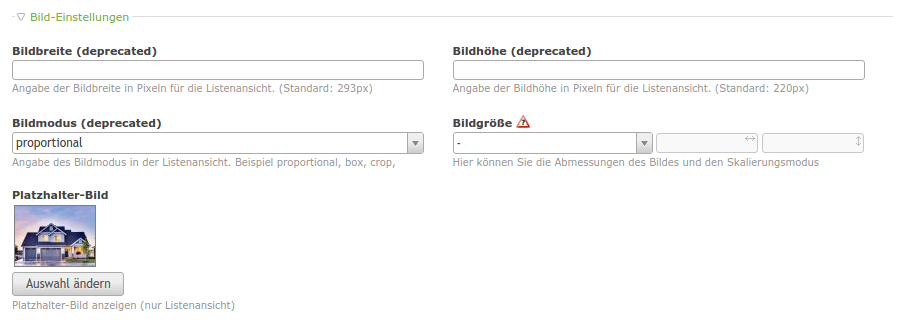 Bild-Einstellungen
Bildbreite (deprecated)
Bildhöhe (deprecated)
Angabe der Bildbreite in Pixeln für die Listenansicht. (Standard: 293px)
Angabe der Bildhöhe in Pixeln für die Listenansicht. (Standard: 220px)
Bildmodus (deprecated)
Bildgröße ?
proportional
-
Angabe des Bildmodus in der Listenansicht. Beispiel proportional, box, crop,
Hier können Sie die Abmessungen des Bildes und den Skalierungsmodus
Platzhalter-Bild
Auswahl ändern
Platzhalter-Bild anzeigen (nur Listenansicht)